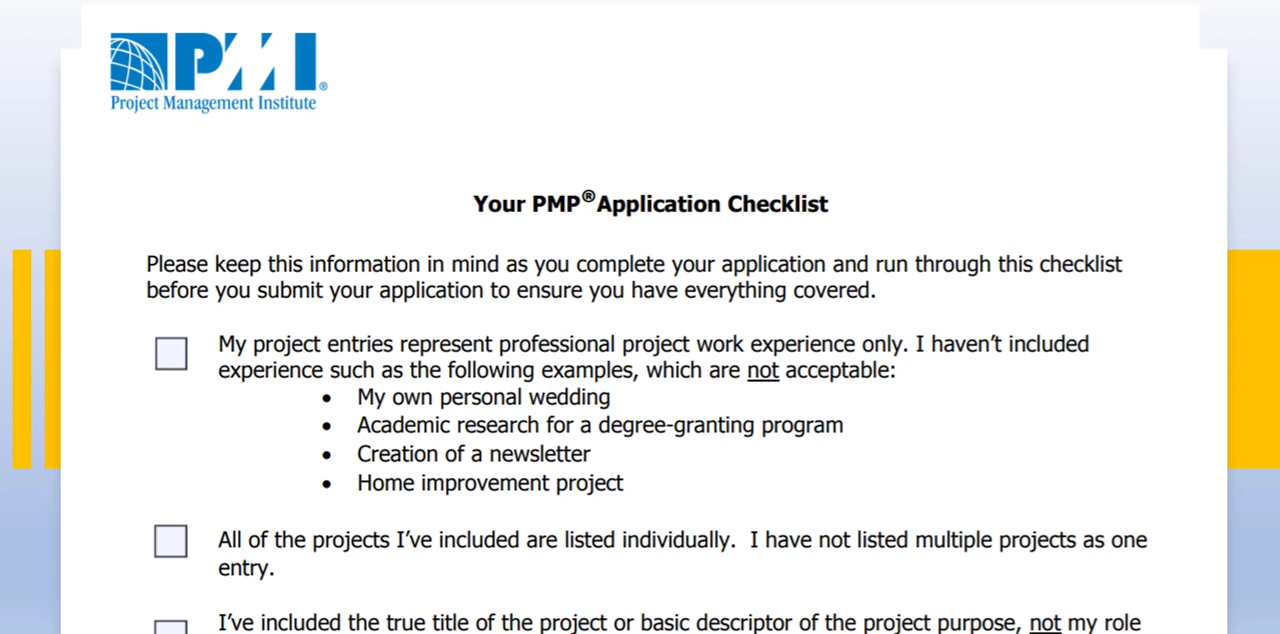 PMI®
Project Management Institute
Your PMP® Application Checklist
Please keep this information in mind as you complete your application and run through this checklist
before you submit your application to ensure you have everything covered.
My project entries represent professional project work experience only. I haven’t included
experience such as the following examples, which are not acceptable:
• My own personal wedding
• Academic research for a degree-granting program
• Creation of a newsletter
• Home improvement project
All of the projects I’ve included are listed individually.  I have not listed multiple projects as one
entry.
I’ve included the true title of the project or basic descriptor of the project purpose, not my role